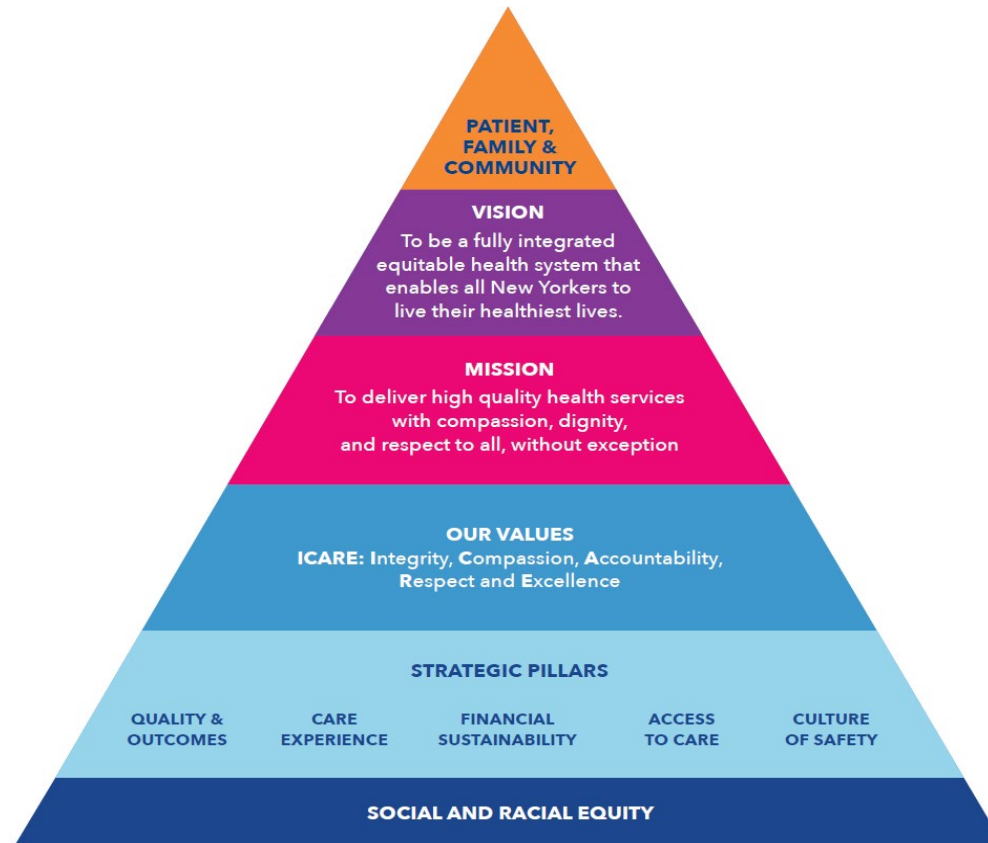 PATIENT,
FAMILY &
COMMUNITY
VISION
To be a fully integrated
equitable health system that
enables all New Yorkers to
live their healthiest lives.
MISSION
To deliver high quality health services
with compassion, dignity,
and respect to all, without exception
OUR VALUES
ICARE: Integrity, Compassion, Accountability,
Respect and Excellence
STRATEGIC PILLARS
QUALITY &
OUTCOMES
CARE
EXPERIENCE
FINANCIAL
SUSTAINABILITY
ACCESS
TO CARE
CULTURE
OF SAFETY
SOCIAL AND RACIAL EQUITY